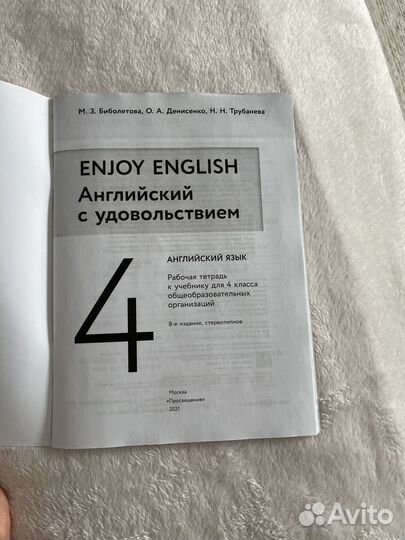 М. З. Биболетова, О. А. Денисенко, Н. Н. Трубанева
ENJOY ENGLISH
Английский
с удовольствием
4
АНГЛИЙСКИЙ ЯЗЫК
Рабочая тетрадь
к учебнику для 4 класса
общеобразовательных
организаций
8-е издание, стереотипное
Москва
«Просвещение»
2021
Avito